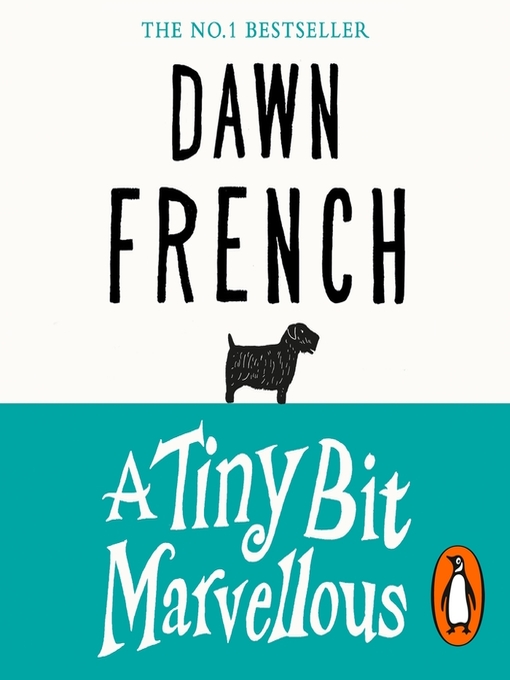 THE NO.1 BESTSELLER
DAWN
FRENCH
A Tiny Bit
Marvellous